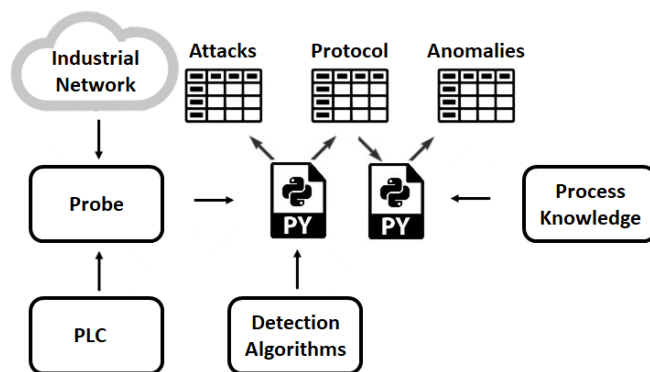 Industrial
Network
Attacks
Protocol
Anomalies
Probe
PY
PY
Process
Knowledge
PLC
Detection
Algorithms